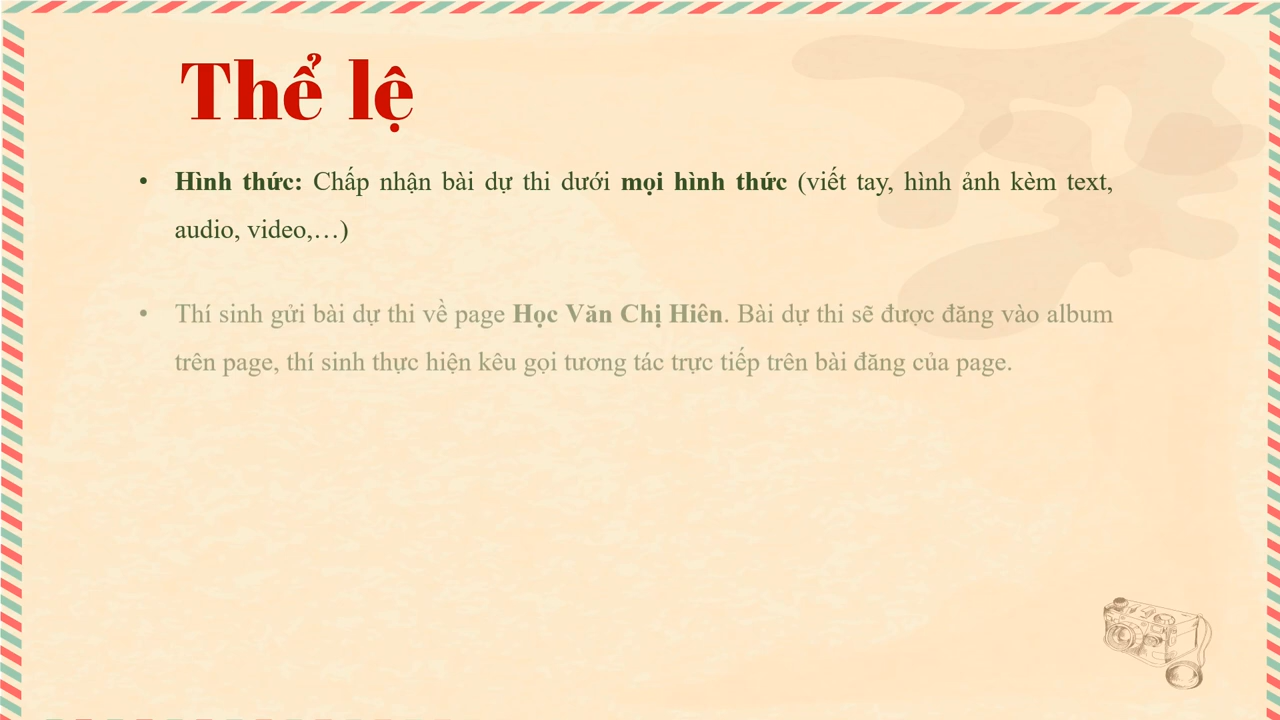 Thể lệ
• Hình thức: Chấp nhận bài dự thi dưới mọi hình thức (viết tay, hình ảnh kèm text,
audio, video,…)
• Thí sinh gửi bài dự thi về page Học Văn Chị Hiên. Bài dự thi sẽ được đăng vào album
trên page, thí sinh thực hiện kêu gọi tương tác trực tiếp trên bài đăng của page.